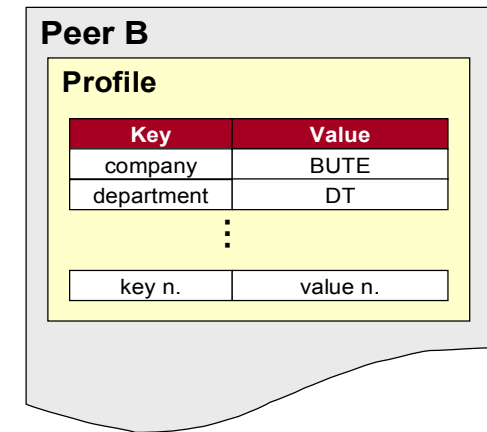 Peer B
Profile
Key Value
company BUTE
department DT
⋮
key n. value n.